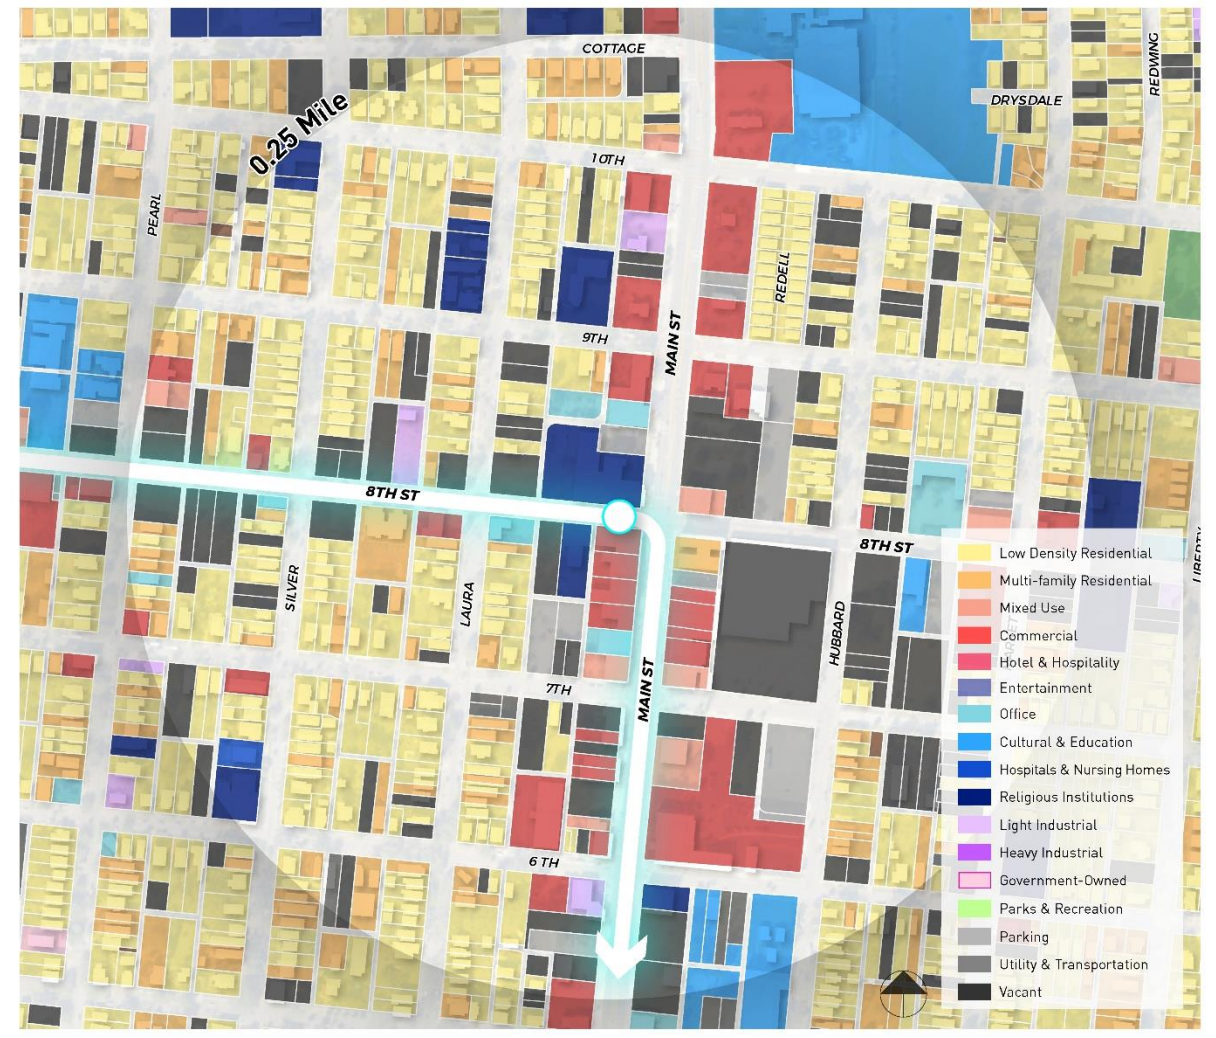 COTTAGE
REDWING
DRYSDALE
0.25 Mile
10TH
PEARL
REDELL
MAIN ST
9TH
8TH ST
8TH ST
SILVER
LAURA
HUBBARD
MAIN ST
7TH
6 TH
Low Density Residential
Multi-family Residential
Mixed Use
Commercial
Hotel & Hospitality
Entertainment
Office
Cultural & Education
Hospitals & Nursing Homes
Religious Institutions
Light Industrial
Heavy Industrial
Government-Owned
Parks & Recreation
Parking
Utility & Transportation
Vacant